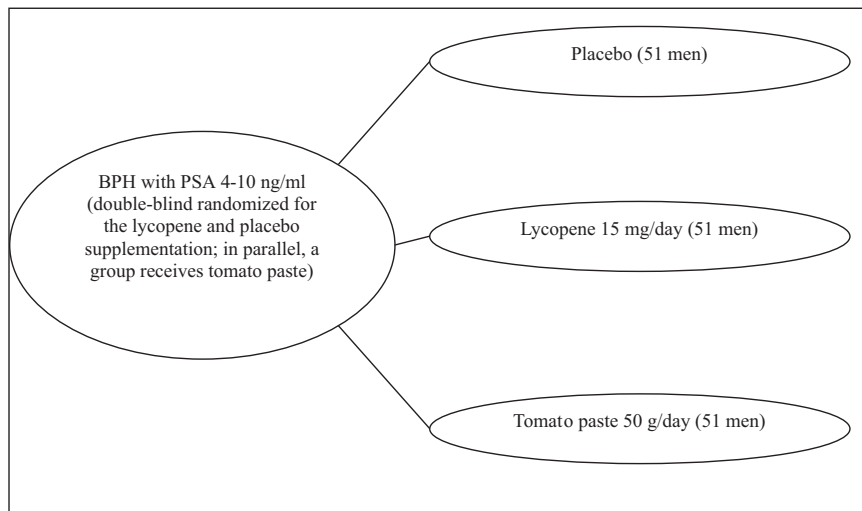 BPH with PSA 4-10 ng/ml
(double-blind randomized for
the lycopene and placebo
supplementation; in parallel, a
group receives tomato paste)
Placebo (51 men)
Lycopene 15 mg/day (51 men)
Tomato paste 50 g/day (51 men)